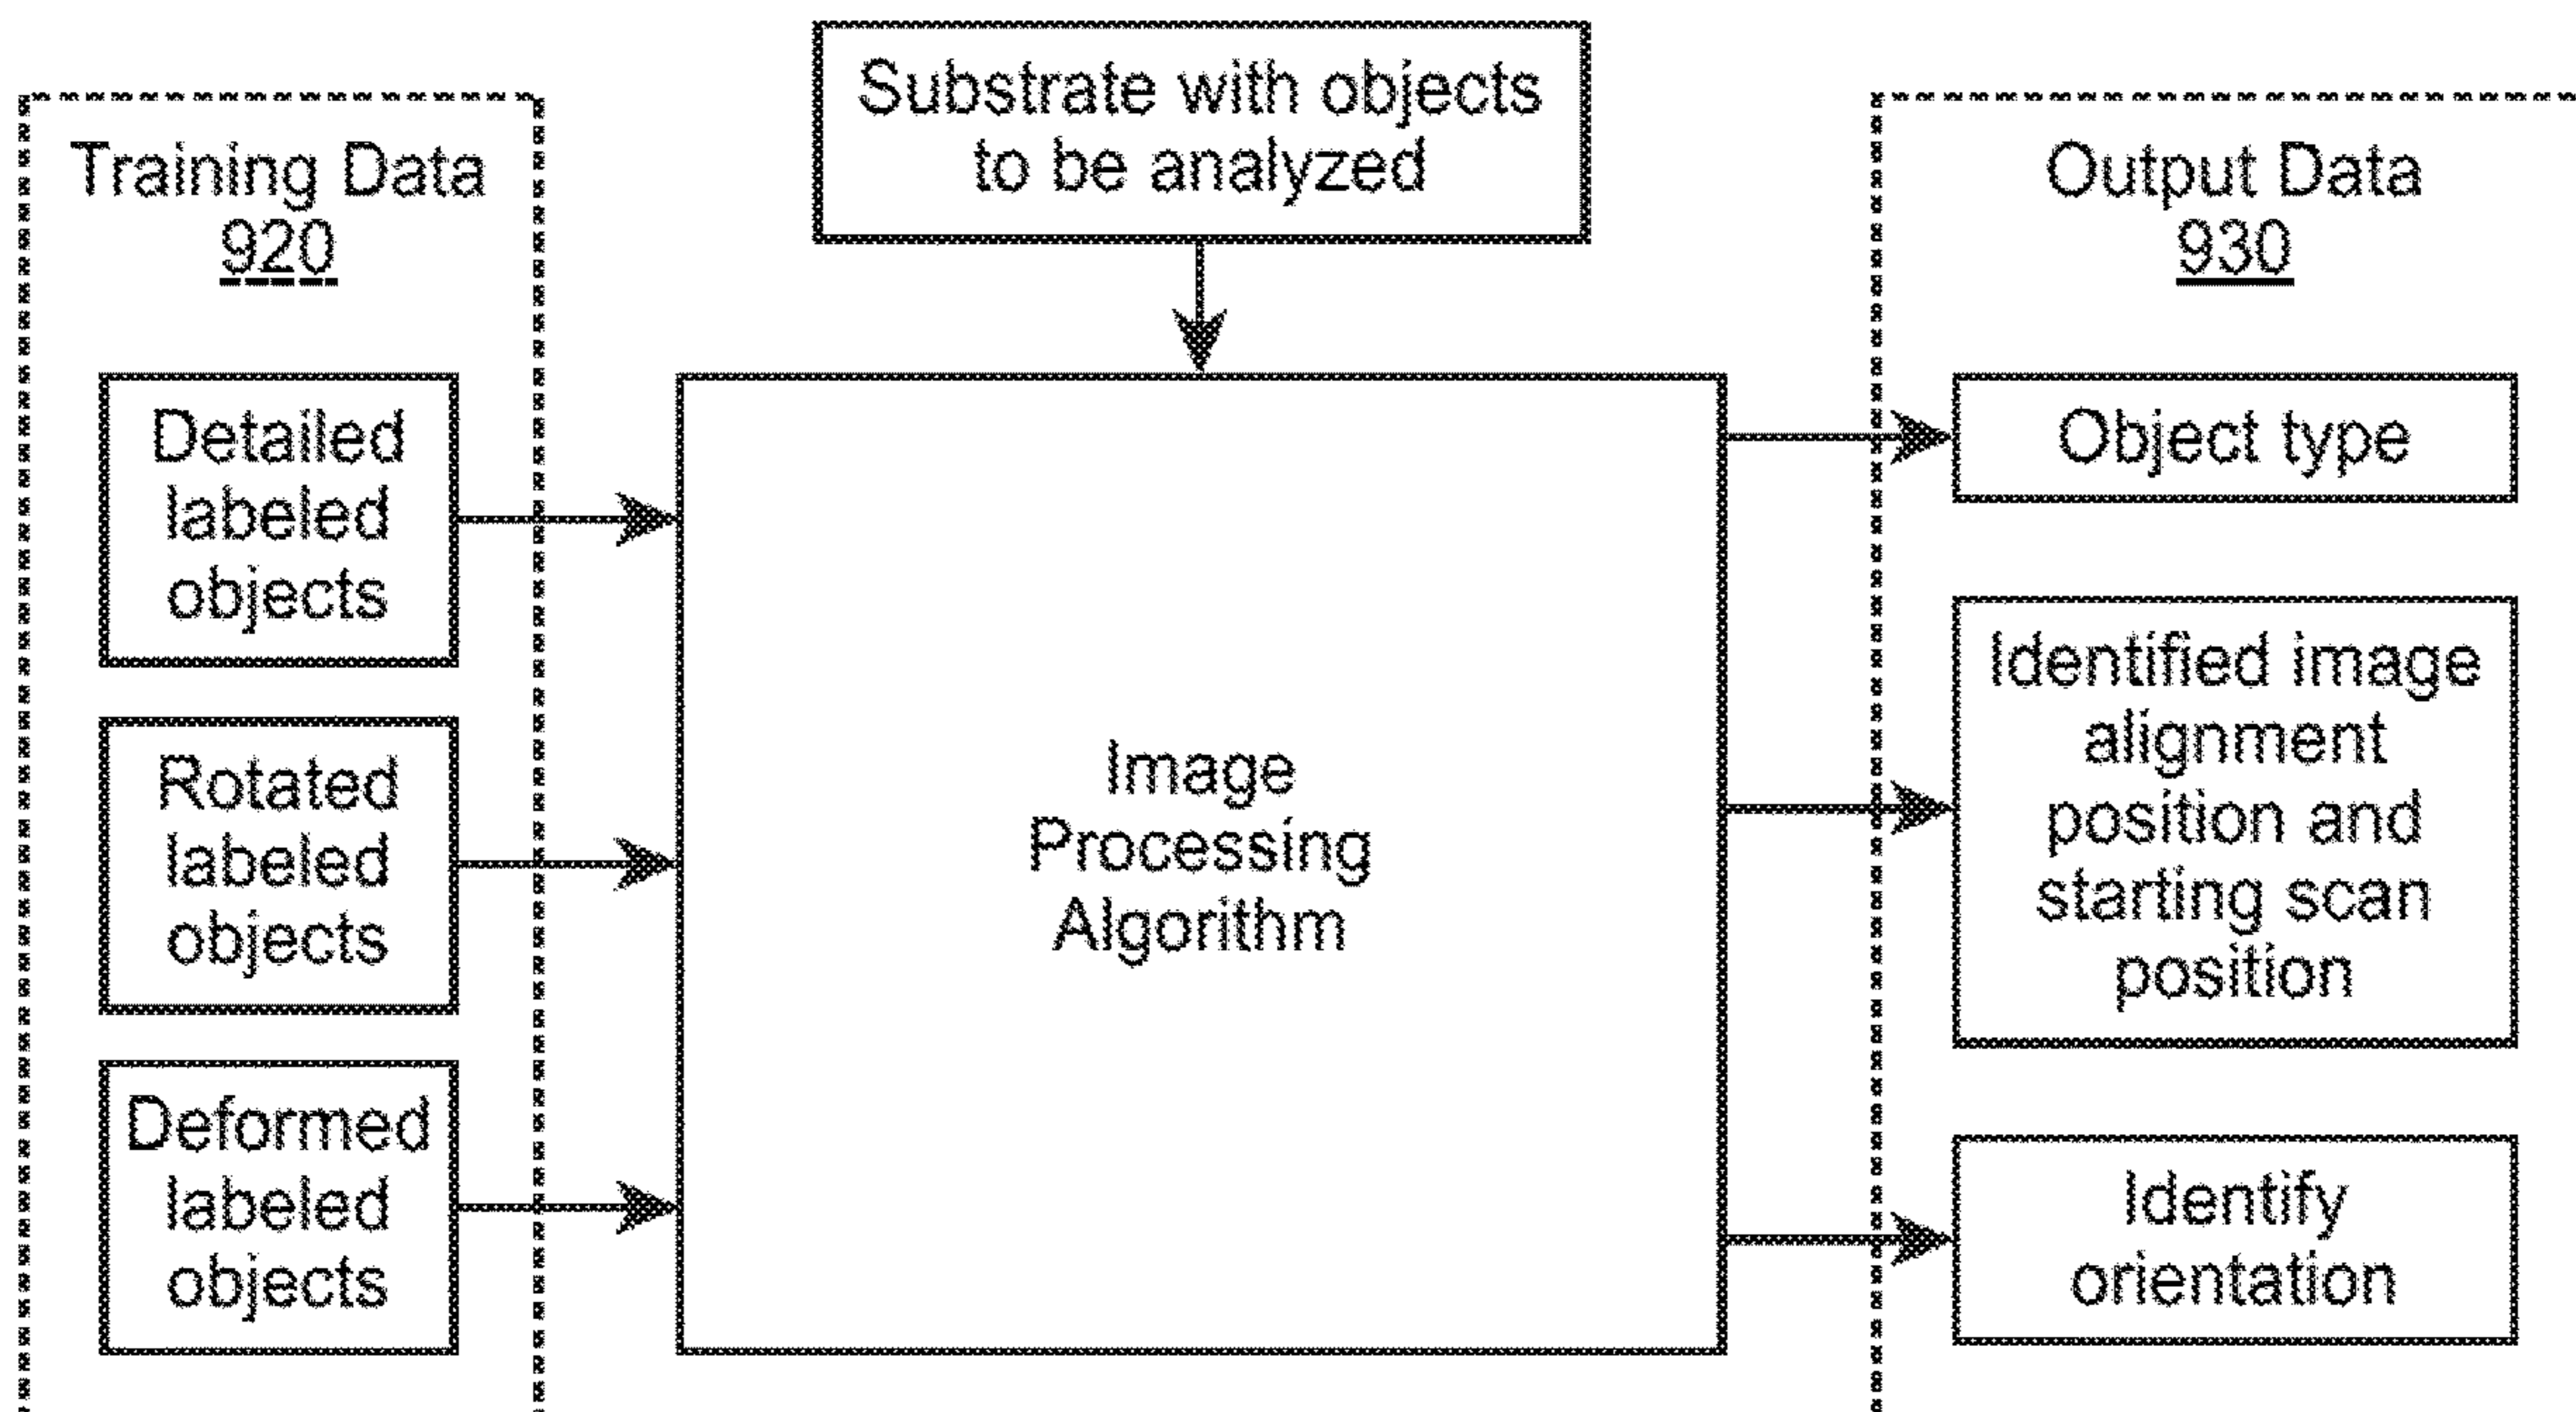 Substrate with objects
to be analyzed
Training Data
920
Detailed
labeled
objects
Rotated
labeled
objects
Deformed
labeled
objects
Image
Processing
Algorithm
Output Data
930
Object type
Identified image
alignment
position and
starting scan
position
Identify
orientation